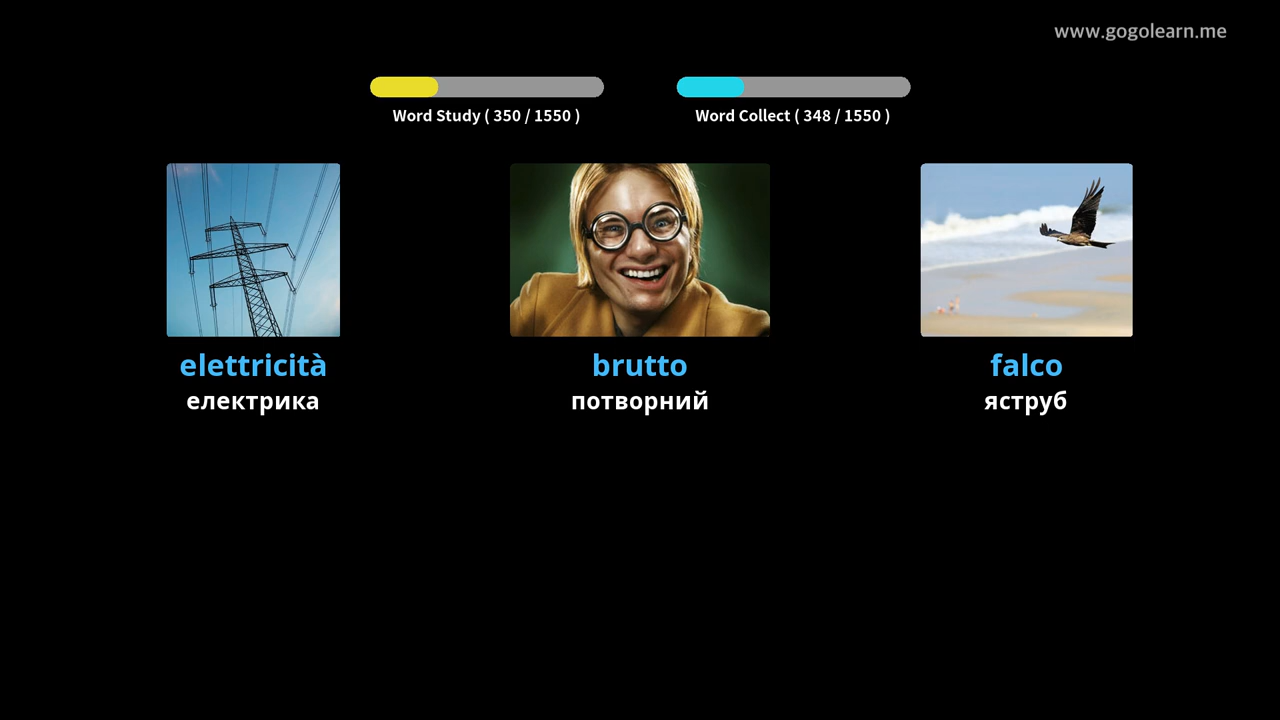 www.gogolearn.me
Word Study ( 350 / 1550 )
Word Collect ( 348 / 1550 )
elettricità
електрика
brutto
потворний
falco
яструб